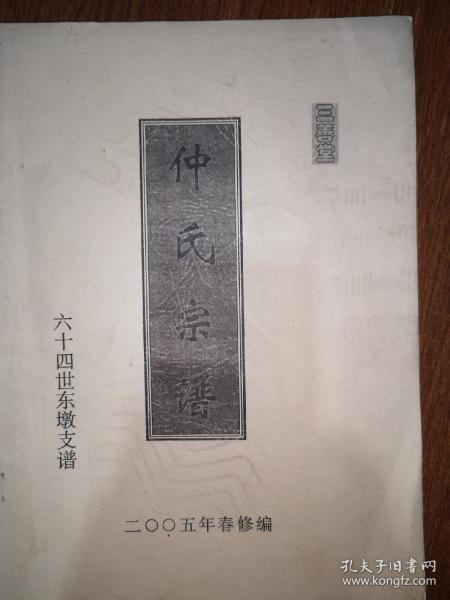 三善堂
仲氏宗谱
六十四世东墩支谱
二〇〇五年春修编
孔夫子旧书网
www.kongfz.com